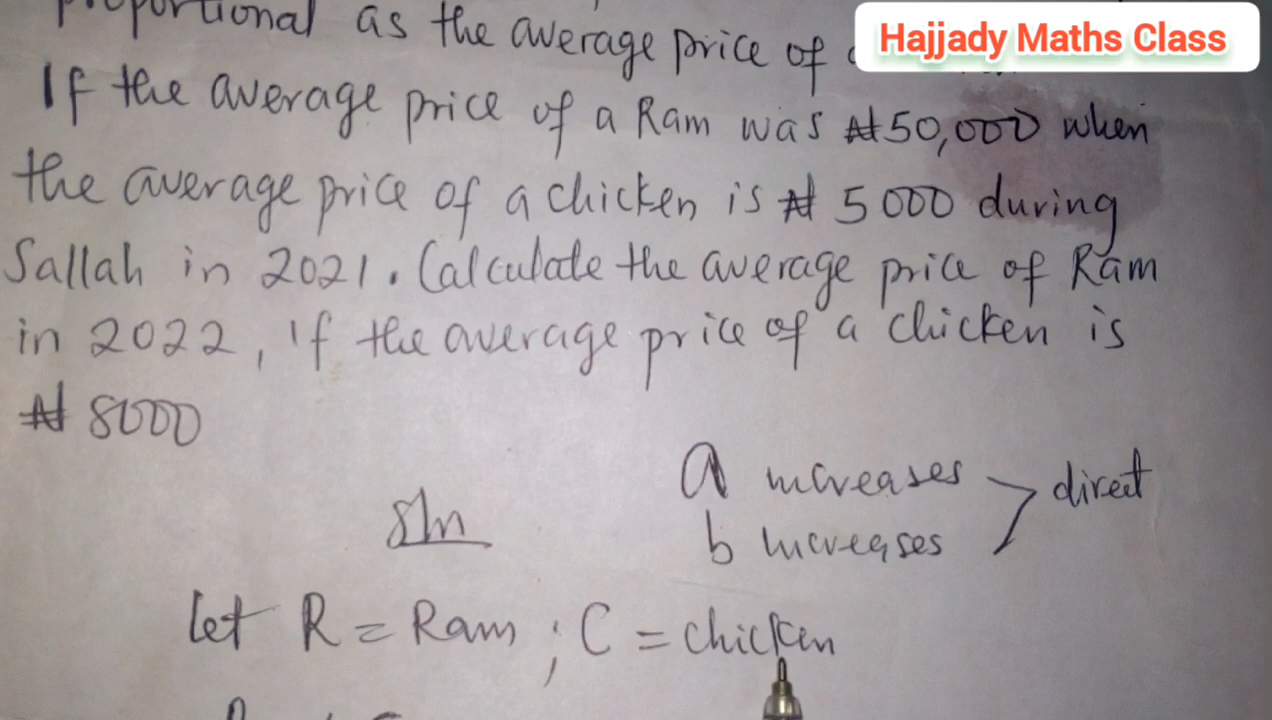 proportional as the average price of
Hajjady Maths Class
If the average price of a Ram was ₦50,000 when
the average price of a chicken is ₦ 5000 during
Sallah in 2021. Calculate the average price of Ram
in 2022, if the average price of a chicken is
₦ 8000
a increases
direct
b increases
Soln
Let R = Ram ; C = chicken